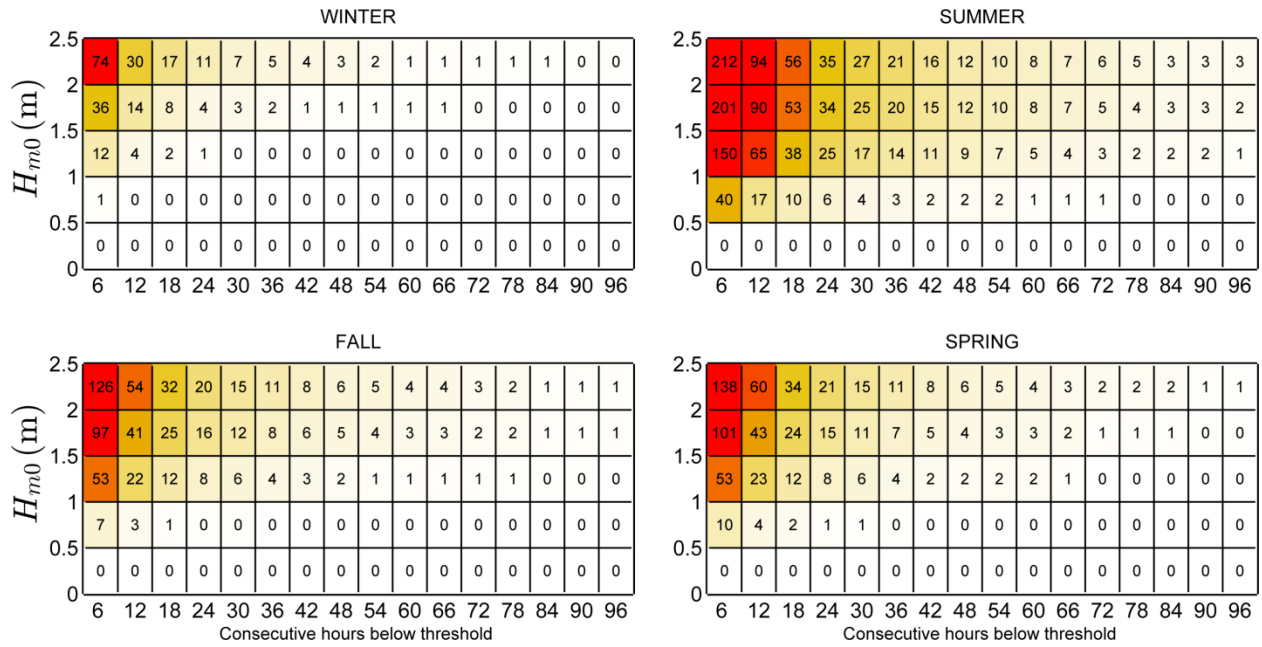 WINTER
2.5 74 30 17 11 7 5 4 3 2 1 1 1 1 1 0 0
2 36 14 8 4 3 2 1 1 1 1 1 0 0 0 0 0
1.5 12 4 2 1 0 0 0 0 0 0 0 0 0 0 0 0
1 1 0 0 0 0 0 0 0 0 0 0 0 0 0 0 0
0.5 0 0 0 0 0 0 0 0 0 0 0 0 0 0 0 0
0
H_{m0} (m)
6 12 18 24 30 36 42 48 54 60 66 72 78 84 90 96
SUMMER
2.5 212 94 56 35 27 21 16 12 10 8 7 6 5 3 3 3
2 201 90 53 34 25 20 15 12 10 8 7 5 4 3 3 2
1.5 150 65 38 25 17 14 11 9 7 5 4 3 2 2 2 1
1 40 17 10 6 4 3 2 2 2 1 1 1 0 0 0 0
0.5 0 0 0 0 0 0 0 0 0 0 0 0 0 0 0 0
0
6 12 18 24 30 36 42 48 54 60 66 72 78 84 90 96
FALL
2.5 126 54 32 20 15 11 8 6 5 4 4 3 2 1 1 1
2 97 41 25 16 12 8 6 5 4 3 3 2 2 1 1 1
1.5 53 22 12 8 6 4 3 2 1 1 1 1 1 0 0 0
1 7 3 1 0 0 0 0 0 0 0 0 0 0 0 0 0
0.5 0 0 0 0 0 0 0 0 0 0 0 0 0 0 0 0
0
H_{m0} (m)
6 12 18 24 30 36 42 48 54 60 66 72 78 84 90 96
Consecutive hours below threshold
SPRING
2.5 138 60 34 21 15 11 8 6 5 4 3 2 2 2 1 1
2 101 43 24 15 11 7 5 4 3 3 2 1 1 1 0 0
1.5 53 23 12 8 6 4 2 2 2 2 1 0 0 0 0 0
1 10 4 2 1 1 0 0 0 0 0 0 0 0 0 0 0
0.5 0 0 0 0 0 0 0 0 0 0 0 0 0 0 0 0
0
6 12 18 24 30 36 42 48 54 60 66 72 78 84 90 96
Consecutive hours below threshold